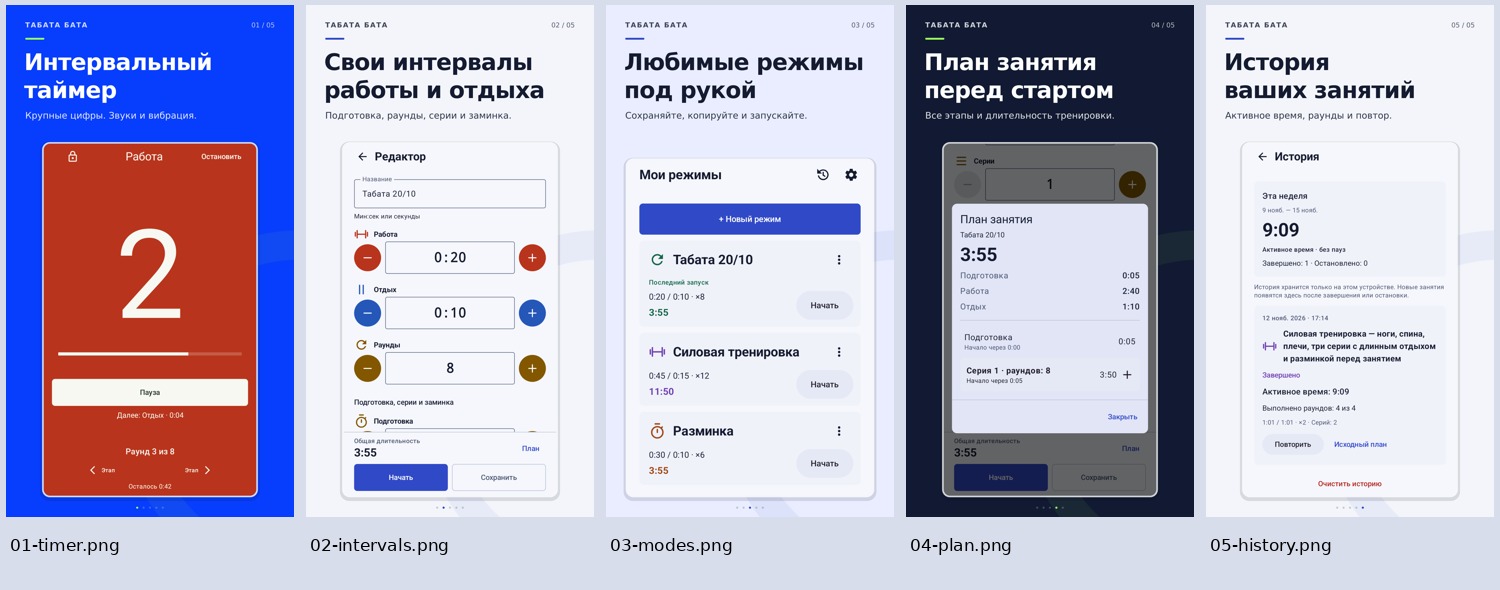 ТАБАТА БАТА
01 / 05
Интервальный
таймер
Крупные цифры. Звуки и вибрация.
Работа
Остановить
2
Пауза
Далее: Отдых · 0:04
Раунд 3 из 8
Этап
Этап
Осталось 0:42
01-timer.png
ТАБАТА БАТА
02 / 05
Свои интервалы
работы и отдыха
Подготовка, раунды, серии и заминка.
Редактор
Название
Табата 20/10
Мин:сек или секунды
Работа
− 0:20 +
Отдых
− 0:10 +
Раунды
− 8 +
Подготовка, серии и заминка
Подготовка
Общая длительность
3:55
План
Начать
Сохранить
02-intervals.png
ТАБАТА БАТА
03 / 05
Любимые режимы
под рукой
Сохраняйте, копируйте и запускайте.
Мои режимы
+ Новый режим
Табата 20/10
Последний запуск
0:20 / 0:10 · ×8
3:55
Начать
Силовая тренировка
0:45 / 0:15 · ×12
11:50
Начать
Разминка
0:30 / 0:10 · ×6
3:55
Начать
03-modes.png
ТАБАТА БАТА
04 / 05
План занятия
перед стартом
Все этапы и длительность тренировки.
Серии
− 1 +
План занятия
Табата 20/10
3:55
Подготовка 0:05
Работа 2:40
Отдых 1:10
Подготовка
Начало через 0:00
0:05
Серия 1 · раундов: 8
Начало через 0:05
3:50 +
Закрыть
Общая длительность
3:55
План
Начать
Сохранить
04-plan.png
ТАБАТА БАТА
05 / 05
История
ваших занятий
Активное время, раунды и повтор.
История
Эта неделя
9 нояб. – 15 нояб.
9:09
Активное время · без пауз
Завершено: 1 · Остановлено: 0
История хранится только на этом устройстве. Новые занятия
появятся здесь после завершения или остановки.
12 нояб. 2026 · 17:14
Силовая тренировка — ноги, спина,
плечи, три серии с длинным отдыхом
и разминкой перед занятием
Завершено
Активное время: 9:09
Выполнено раундов: 4 из 4
1:01 / 1:01 · ×2 · Серий: 2
Повторить
Исходный план
Очистить историю
05-history.png